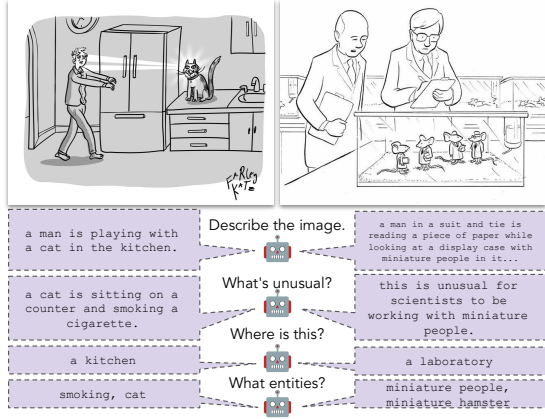 FARley
KATz
Describe the image.
a man is playing with
a cat in the kitchen.
a man in a suit and tie is
reading a piece of paper while
looking at a display case with
miniature people in it...
What's unusual?
a cat is sitting on a
counter and smoking a
cigarette.
this is unusual for
scientists to be
working with miniature
people.
Where is this?
a kitchen
a laboratory
What entities?
smoking, cat
miniature people,
miniature hamster